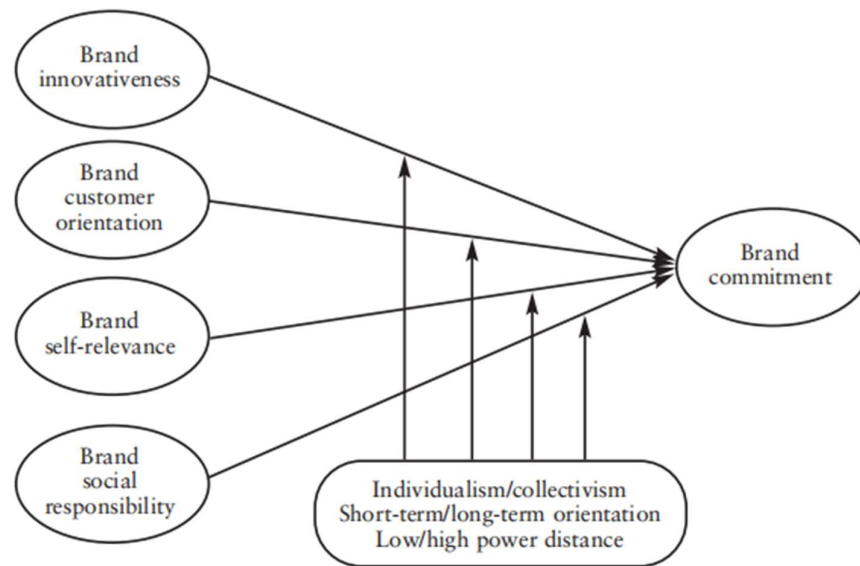 Brand
innovativeness
Brand
customer
orientation
Brand
self-relevance
Brand
social
responsibility
Brand
commitment
Individualism/collectivism
Short-term/long-term orientation
Low/high power distance